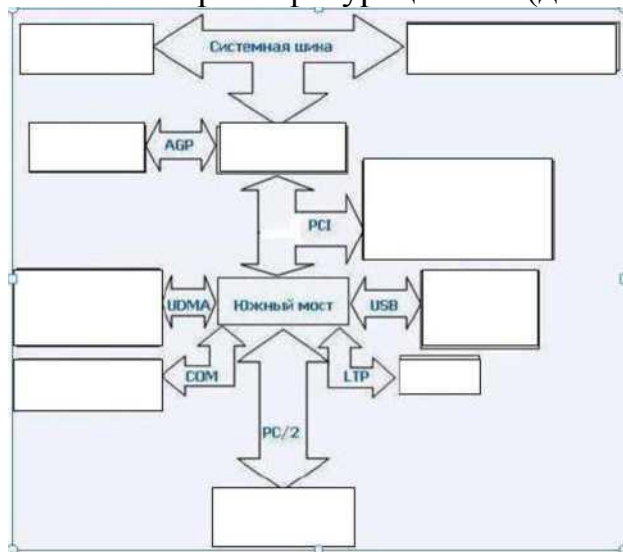 Системная шина
AGP
PCI
UDMA
Южный мост
USB
COM
LTP
PC/2